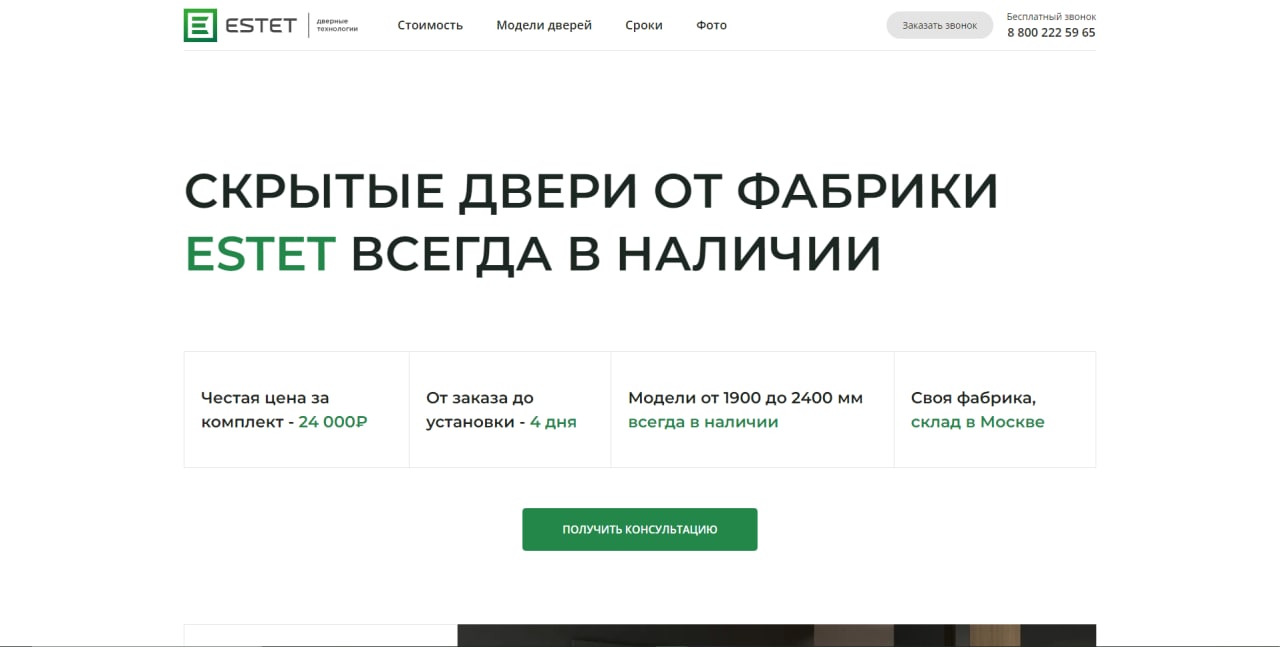 ESTET
дверные
технологии
Стоимость
Модели дверей
Сроки
Фото
Заказать звонок
Бесплатный звонок
8 800 222 59 65
СКРЫТЫЕ ДВЕРИ ОТ ФАБРИКИ
ESTET ВСЕГДА В НАЛИЧИИ
Честая цена за
комплект - 24 000₽
От заказа до
установки - 4 дня
Модели от 1900 до 2400 мм
всегда в наличии
Своя фабрика,
склад в Москве
ПОЛУЧИТЬ КОНСУЛЬТАЦИЮ